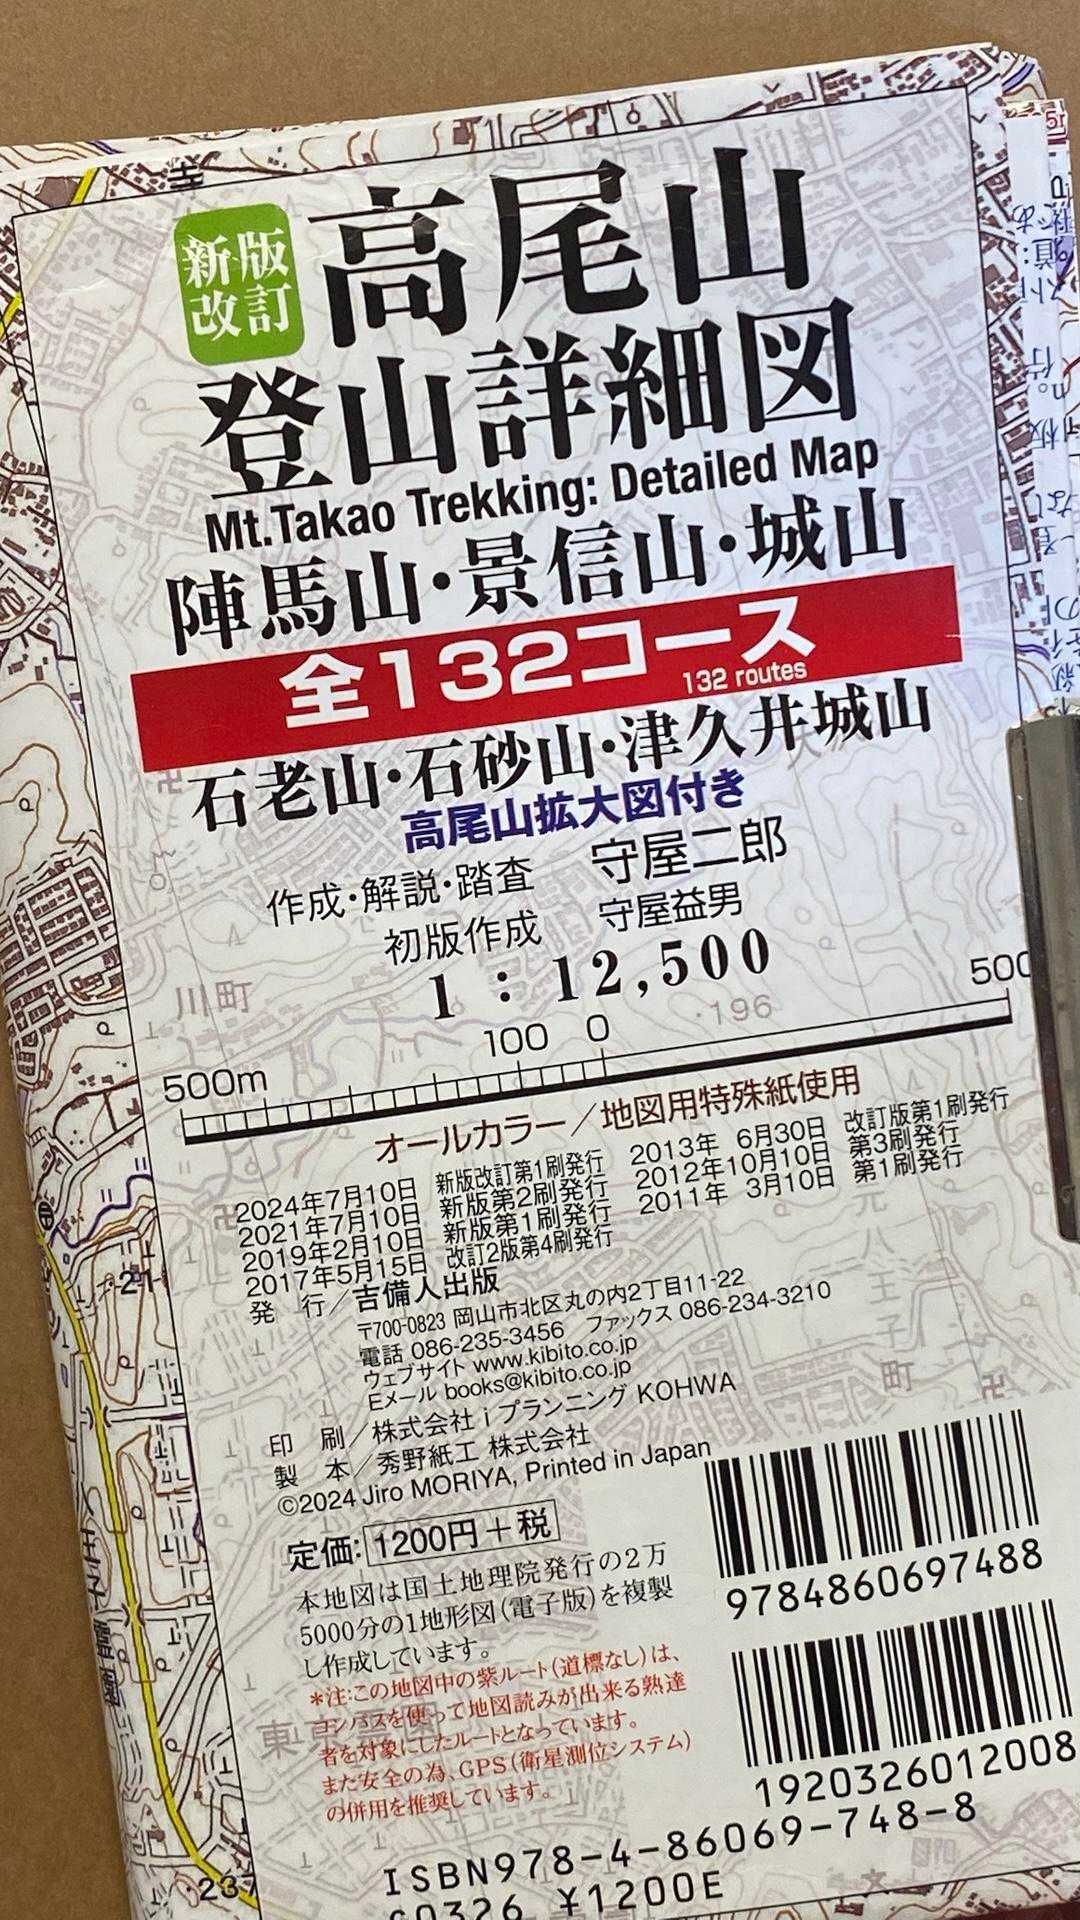 新版
改訂
高尾山
登山詳細図
Mt.Takao Trekking: Detailed Map
陣馬山・景信山・城山
全132コース
132 routes
石老山・石砂山・津久井城山
高尾山拡大図付き
作成・解説・踏査 守屋二郎
初版作成 守屋益男
1:12,500
・196
川町
500m 100 0 500
オールカラー/地図用特殊紙使用
2024年7月10日 新版改訂第1刷発行 2013年 6月30日 改訂版第1刷発行
2021年7月10日 新版第2刷発行 2012年10月10日 第3刷発行
2019年2月10日 新版第1刷発行 2011年 3月10日 第1刷発行
2017年5月15日 改訂2版第4刷発行
発 行/吉備人出版
〒700-0823 岡山市北区丸の内2丁目11-22
電話 086-235-3456 ファックス 086-234-3210
ウェブサイト www.kibito.co.jp
Eメール books@kibito.co.jp
印 刷/株式会社 i プランニング KOHWA
製 本/秀野紙工 株式会社
©2024 Jiro MORIYA, Printed in Japan
元八王子町
定価:1200円+税
本地図は国土地理院発行の2万
5000分の1地形図(電子版)を複製
し作成しています。
*注:この地図中の紫ルート(道標なし)は、
コンパスを使って地図読みが出来る熟達
者を対象にしたルートとなっています。
また安全の為、GPS(衛星測位システム)
の併用を推奨しています。
9784860697488
1920326012008
ISBN978-4-86069-748-8
C0326 ¥1200E